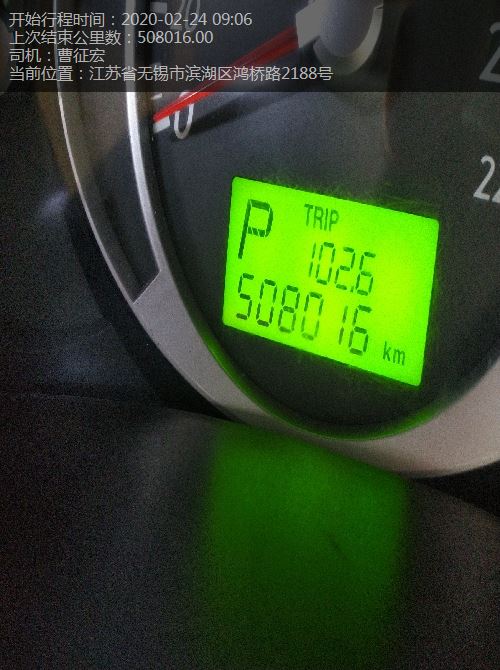 开始行程时间：2020-02-24 09:06
上次结束公里数：508016.00
司机：曹征宏
当前位置：江苏省无锡市滨湖区鸿桥路2188号
0
P TRIP
102.6
508016 km